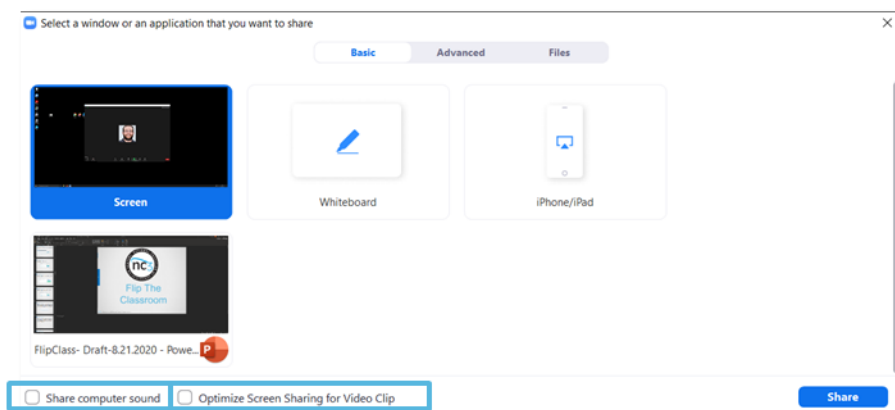 Select a window or an application that you want to share
Basic Advanced Files
Screen Whiteboard iPhone/iPad
nc3
Flip The
Classroom
FlipClass- Draft-8.21.2020 - Powe...
P
Share computer sound Optimize Screen Sharing for Video Clip Share